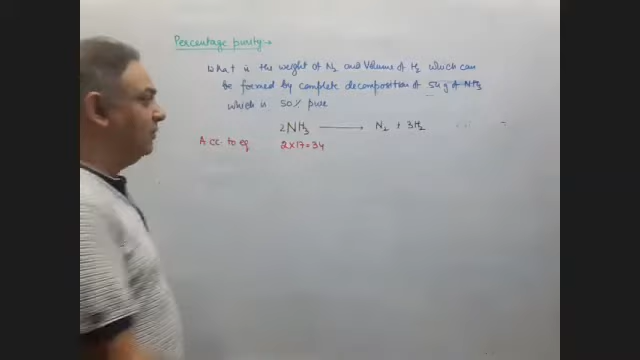 Percentage purity:→
What is the weight of N₂ and Volume of H₂ which can
be formed by complete decomposition of 54 g of NH₃
which is 50% pure
2NH₃ ⟶ N₂ + 3H₂
Acc to eq 2×17=34